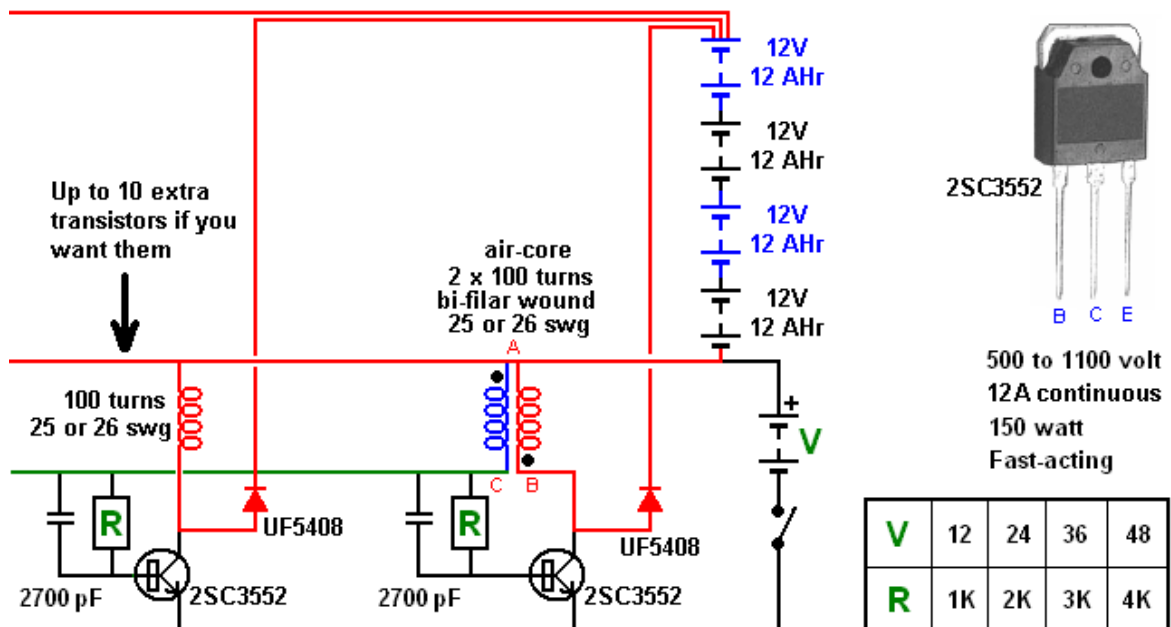 12V
12 AHr
12V
12 AHr
12V
12 AHr
12V
12 AHr
Up to 10 extra
transistors if you
want them
air-core
2 x 100 turns
bi-filar wound
25 or 26 swg
A
100 turns
25 or 26 swg
+
V
C
B
R
R
UF5408
UF5408
2700 pF
2SC3552
2700 pF
2SC3552
2SC3552
B C E
500 to 1100 volt
12A continuous
150 watt
Fast-acting
V 12 24 36 48
R 1K 2K 3K 4K